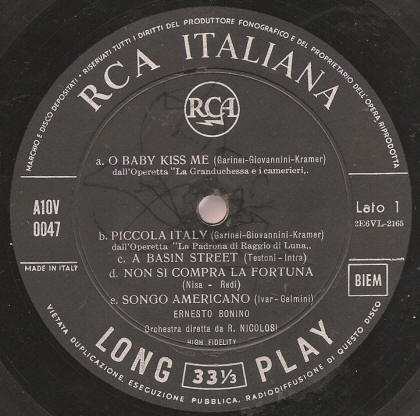 MARCHIO E DISCO DEPOSITATI • RISERVATI TUTTI I DIRITTI DEL PRODUTTORE FONOGRAFICO E DEL PROPRIETARIO DELL'OPERA RIPRODOTTA
RCA ITALIANA
RCA
a. O BABY KISS ME (Garinei-Giovannini-Kramer)
dall'Operetta "La Granduchessa e i camerieri,,
A10V
0047
Lato 1
2E6VL-2165
b. PICCOLA ITALY (Garinei-Giovannini-Kramer)
dall'Operetta "La Padrona di Raggio di Luna,,
c. A BASIN STREET (Testoni-Intra)
d. NON SI COMPRA LA FORTUNA
(Nisa - Redi)
e. SONGO AMERICANO (Ivar-Gelmini)
MADE IN ITALY
BIEM
ERNESTO BONINO
Orchestra diretta da R. NICOLOSI
HIGH FIDELITY
LONG 33⅓ PLAY
VIETATA DUPLICAZIONE, ESECUZIONE PUBBLICA, RADIODIFFUSIONE DI QUESTO DISCO